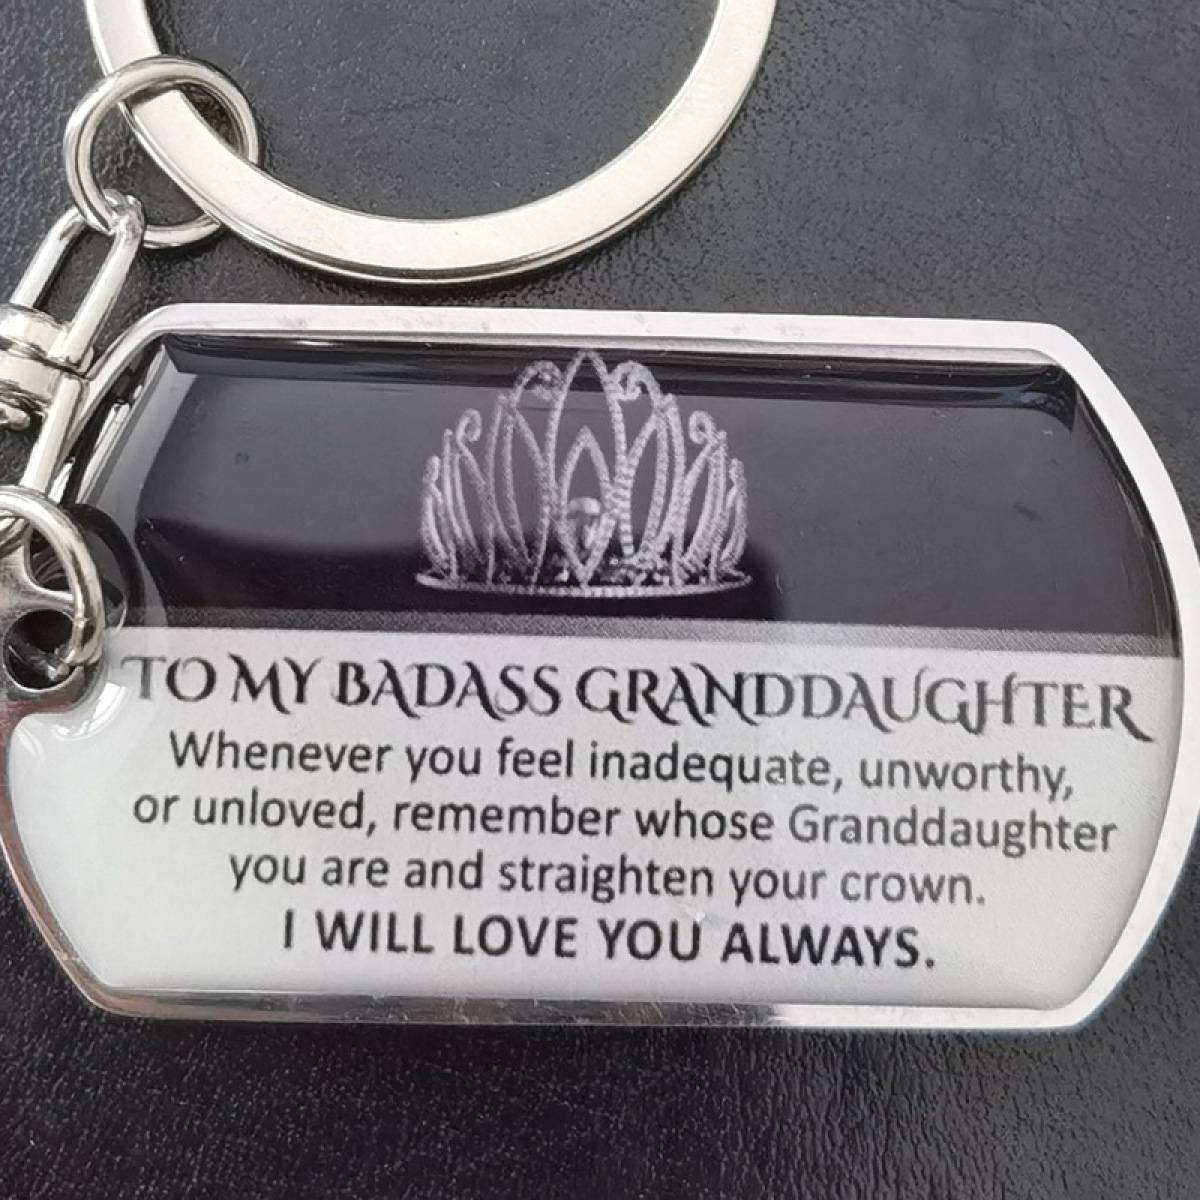 TO MY BADASS GRANDDAUGHTER
Whenever you feel inadequate, unworthy,
or unloved, remember whose Granddaughter
you are and straighten your crown.
I WILL LOVE YOU ALWAYS.